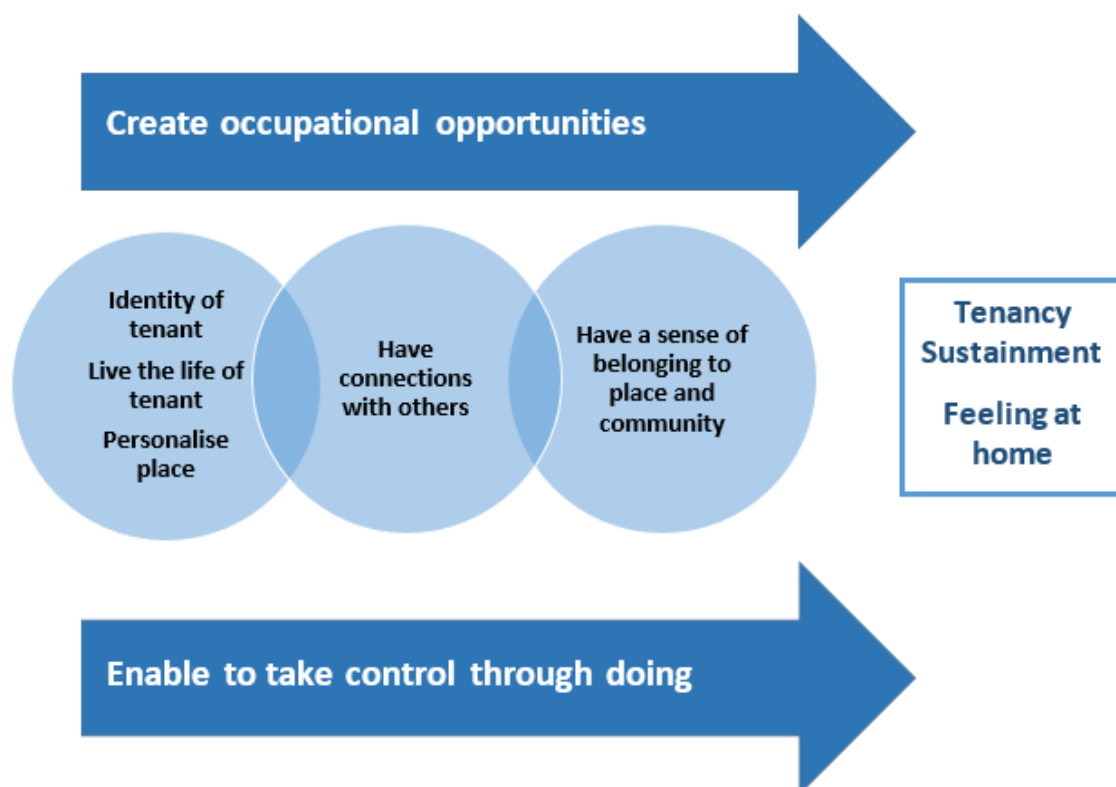 Create occupational opportunities
Identity of
tenant
Live the life of
tenant
Personalise
place
Have
connections
with others
Have a sense of
belonging to
place and
community
Tenancy
Sustainment
Feeling at
home
Enable to take control through doing